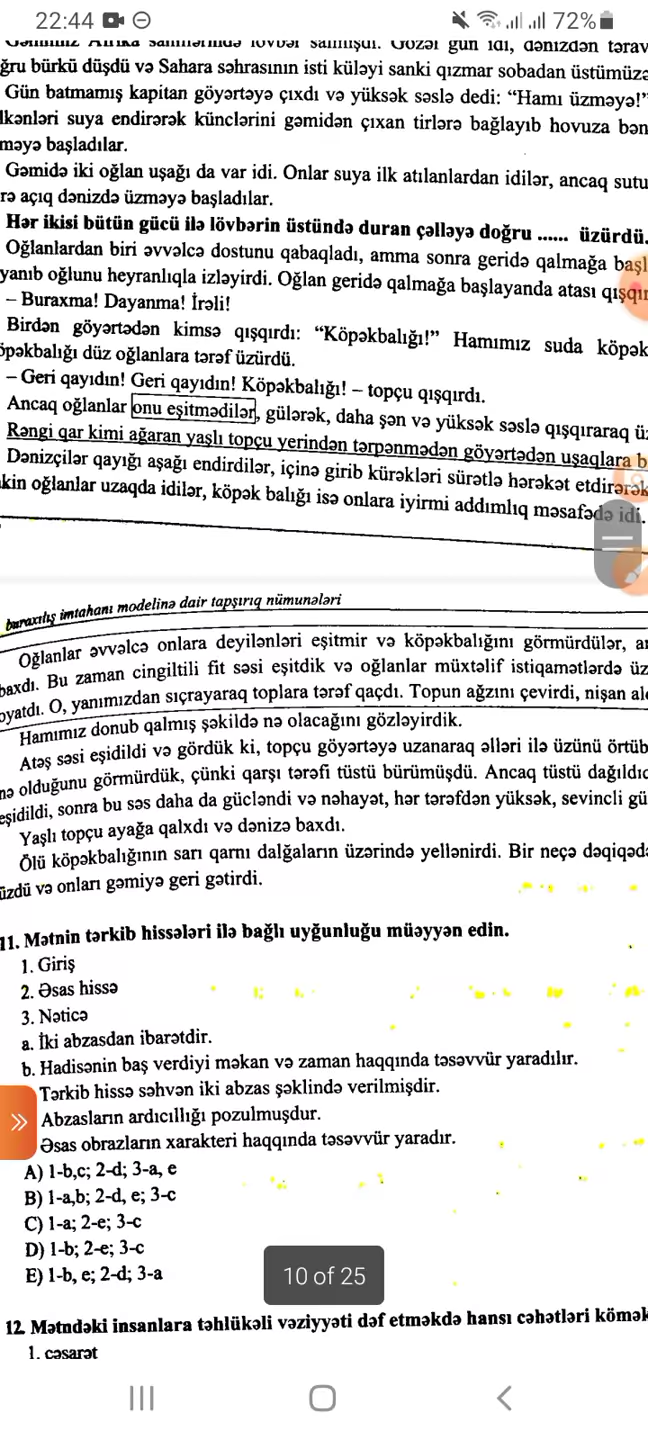 22:44 72%
Gəmimiz Afrika sahillərində lövbər salmışdı. Gözəl gün idi, dənizdən tərav
ğru bürkü düşdü və Sahara səhrasının isti küləyi sanki qızmar sobadan üstümüzə
Gün batmamış kapitan göyərtəyə çıxdı və yüksək səslə dedi: “Hamı üzməyə!”
lkənləri suya endirərək künclərini gəmidən çıxan tirlərə bağlayıb hovuza bən
məyə başladılar.
Gəmidə iki oğlan uşağı da var idi. Onlar suya ilk atılanlardan idilər, ancaq sutu
rə açıq dənizdə üzməyə başladılar.
Hər ikisi bütün gücü ilə lövbərin üstündə duran çəlləyə doğru ...... üzürdü.
Oğlanlardan biri əvvəlcə dostunu qabaqladı, amma sonra geridə qalmağa başl
yanıb oğlunu heyranlıqla izləyirdi. Oğlan geridə qalmağa başlayanda atası qışqır
– Buraxma! Dayanma! İrəli!
Birdən göyərtədən kimsə qışqırdı: “Köpəkbalığı!” Hamımız suda köpək
öpəkbalığı düz oğlanlara tərəf üzürdü.
– Geri qayıdın! Geri qayıdın! Köpəkbalığı! – topçu qışqırdı.
Ancaq oğlanlar onu eşitmədilər, gülərək, daha şən və yüksək səslə qışqıraraq ü
Rəngi qar kimi ağaran yaşlı topçu yerindən tərpənmədən göyərtədən uşaqlara b
Dənizçilər qayığı aşağı endirdilər, içinə girib kürəkləri sürətlə hərəkət etdirərək
kin oğlanlar uzaqda idilər, köpək balığı isə onlara iyirmi addımlıq məsafədə idi.
buraxılış imtahanı modelinə dair tapşırıq nümunələri
Oğlanlar əvvəlcə onlara deyilənləri eşitmir və köpəkbalığını görmürdülər, a
baxdı. Bu zaman cingiltili fit səsi eşitdik və oğlanlar müxtəlif istiqamətlərdə üz
oyatdı. O, yanımızdan sıçrayaraq toplara tərəf qaçdı. Topun ağzını çevirdi, nişan al
Hamımız donub qalmış şəkildə nə olacağını gözləyirdik.
Atəş səsi eşidildi və gördük ki, topçu göyərtəyə uzanaraq əlləri ilə üzünü örtüb
nə olduğunu görmürdük, çünki qarşı tərəfi tüstü bürümüşdü. Ancaq tüstü dağıldıq
eşidildi, sonra bu səs daha da gücləndi və nəhayət, hər tərəfdən yüksək, sevincli gü
Yaşlı topçu ayağa qalxdı və dənizə baxdı.
Ölü köpəkbalığının sarı qarnı dalğaların üzərində yellənirdi. Bir neçə dəqiqəd
üzdü və onları gəmiyə geri gətirdi.
11. Mətnin tərkib hissələri ilə bağlı uyğunluğu müəyyən edin.
1. Giriş
2. Əsas hissə
3. Nəticə
a. İki abzasdan ibarətdir.
b. Hadisənin baş verdiyi məkan və zaman haqqında təsəvvür yaradılır.
Tərkib hissə səhvən iki abzas şəklində verilmişdir.
Abzasların ardıcıllığı pozulmuşdur.
Əsas obrazların xarakteri haqqında təsəvvür yaradır.
A) 1-b,c; 2-d; 3-a, e
B) 1-a,b; 2-d, e; 3-c
C) 1-a; 2-e; 3-c
D) 1-b; 2-e; 3-c
E) 1-b, e; 2-d; 3-a
10 of 25
12. Mətndəki insanlara təhlükəli vəziyyəti dəf etməkdə hansı cəhətləri kömək
1. cəsarət